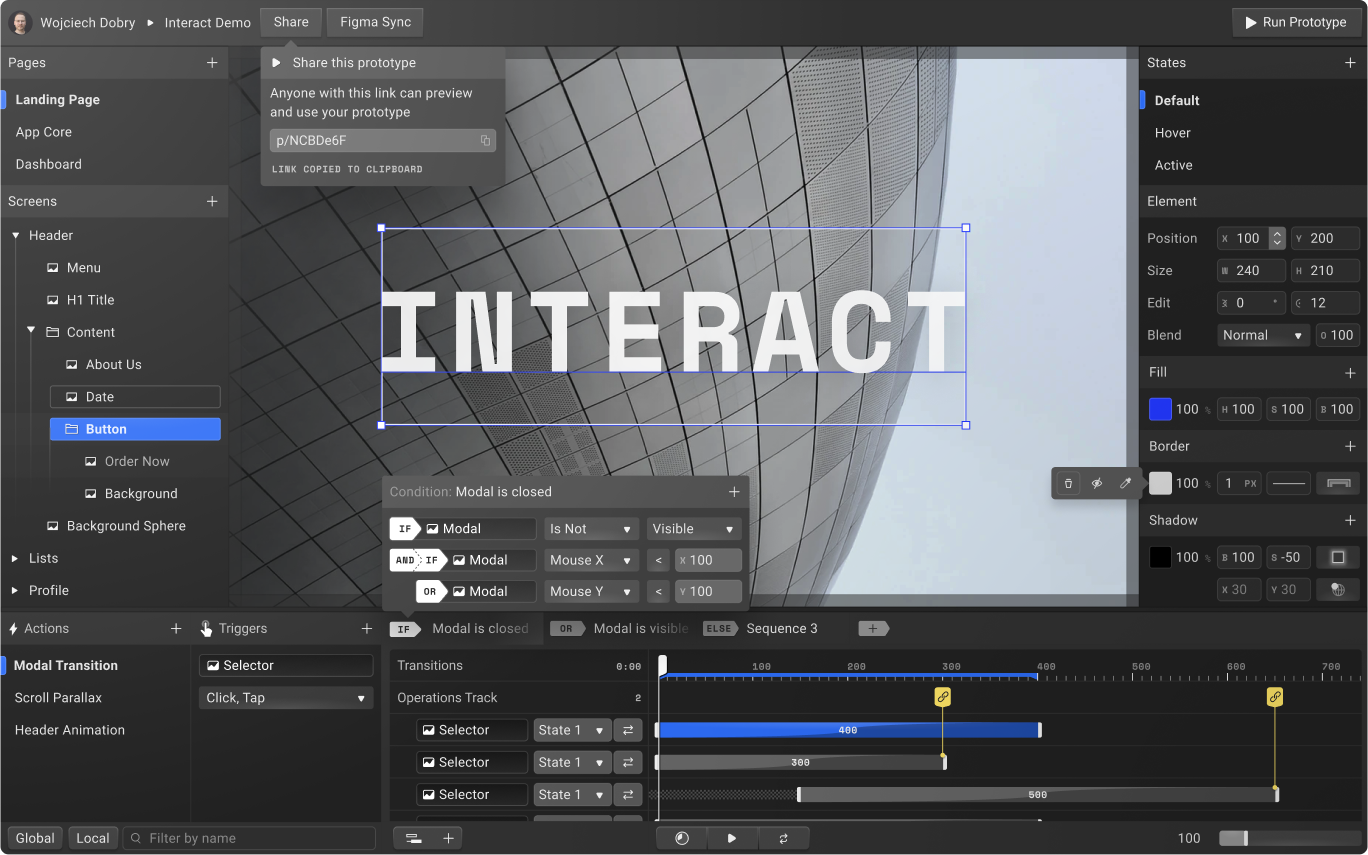 Wojciech Dobry
Interact Demo
Share
Figma Sync
Run Prototype
Pages
Landing Page
App Core
Dashboard
Screens
Header
Menu
H1 Title
Content
About Us
Date
Button
Order Now
Background
Background Sphere
Lists
Profile
Share this prototype
Anyone with this link can preview
and use your prototype
p/NCBDe6F
LINK COPIED TO CLIPBOARD
INTERACT
Condition: Modal is closed
IF Modal Is Not Visible
AND IF Modal Mouse X < X 100
OR Modal Mouse Y < Y 100
States
Default
Hover
Active
Element
Position X 100 Y 200
Size W 240 H 210
Edit 0 ° 12
Blend Normal O 100
Fill
100 % H 100 S 100 B 100
Border
100 % 1 PX
Shadow
100 % B 100 S -50
X 30 Y 30
Actions
Modal Transition
Scroll Parallax
Header Animation
Triggers
Selector
Click, Tap
IF Modal is closed OR Modal is visible ELSE Sequence 3 +
Transitions 0:00 100 200 300 400 500 600 700
Operations Track 2
Selector State 1 400
Selector State 1 300
Selector State 1 500
Global Local Filter by name
100